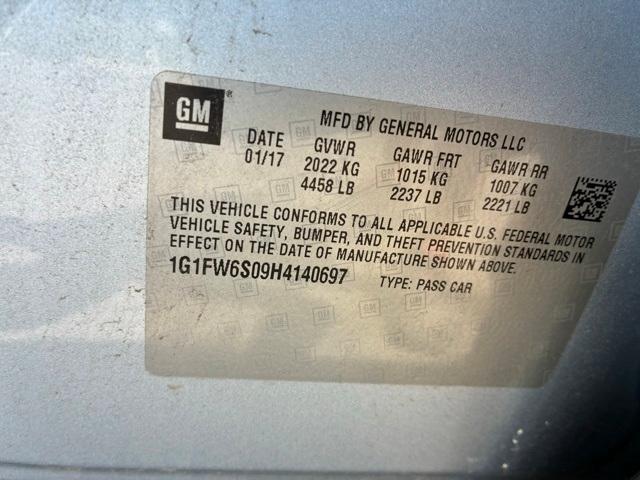 GM®
MFD BY GENERAL MOTORS LLC
DATE GVWR GAWR FRT GAWR RR
01/17 2022 KG 1015 KG 1007 KG
4458 LB 2237 LB 2221 LB
THIS VEHICLE CONFORMS TO ALL APPLICABLE U.S. FEDERAL MOTOR
VEHICLE SAFETY, BUMPER, AND THEFT PREVENTION STANDARDS IN
EFFECT ON THE DATE OF MANUFACTURE SHOWN ABOVE.
1G1FW6S09H4140697 TYPE: PASS CAR